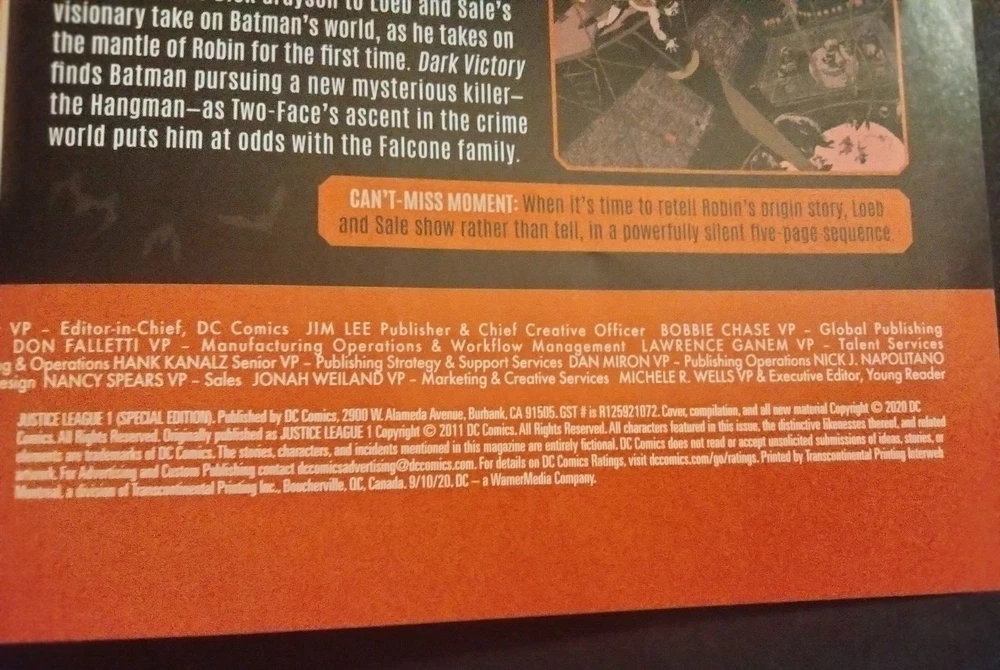 Grayson to Loeb and Sale's
visionary take on Batman's world, as he takes on
the mantle of Robin for the first time. Dark Victory
finds Batman pursuing a new mysterious killer—
the Hangman—as Two-Face's ascent in the crime
world puts him at odds with the Falcone family.
CAN'T-MISS MOMENT: When it's time to retell Robin's origin story, Loeb
and Sale show rather than tell, in a powerfully silent five-page sequence.
VP – Editor-in-Chief, DC Comics JIM LEE Publisher & Chief Creative Officer BOBBIE CHASE VP – Global Publishing
DON FALLETTI VP – Manufacturing Operations & Workflow Management LAWRENCE GANEM VP – Talent Services
& Operations HANK KANALZ Senior VP – Publishing Strategy & Support Services DAN MIRON VP – Publishing Operations NICK J. NAPOLITANO
NANCY SPEARS VP – Sales JONAH WEILAND VP – Marketing & Creative Services MICHELE R. WELLS VP & Executive Editor, Young Reader
JUSTICE LEAGUE 1 (SPECIAL EDITION). Published by DC Comics, 2900 W. Alameda Avenue, Burbank, CA 91505. GST # is R125921072. Cover, compilation, and all new material Copyright © 2020 DC
Comics. All Rights Reserved. Originally published as JUSTICE LEAGUE 1 Copyright © 2011 DC Comics. All Rights Reserved. All characters featured in this issue, the distinctive likenesses thereof, and related
elements are trademarks of DC Comics. The stories, characters, and incidents mentioned in this magazine are entirely fictional. DC Comics does not read or accept unsolicited submissions of ideas, stories, or
artwork. For Advertising and Custom Publishing contact dccomicsadvertising@dccomics.com. For details on DC Comics Ratings, visit dccomics.com/go/ratings. Printed by Transcontinental Printing Interweb
Montreal, a division of Transcontinental Printing Inc., Boucherville, QC, Canada. 9/10/20. DC – a WarnerMedia Company.